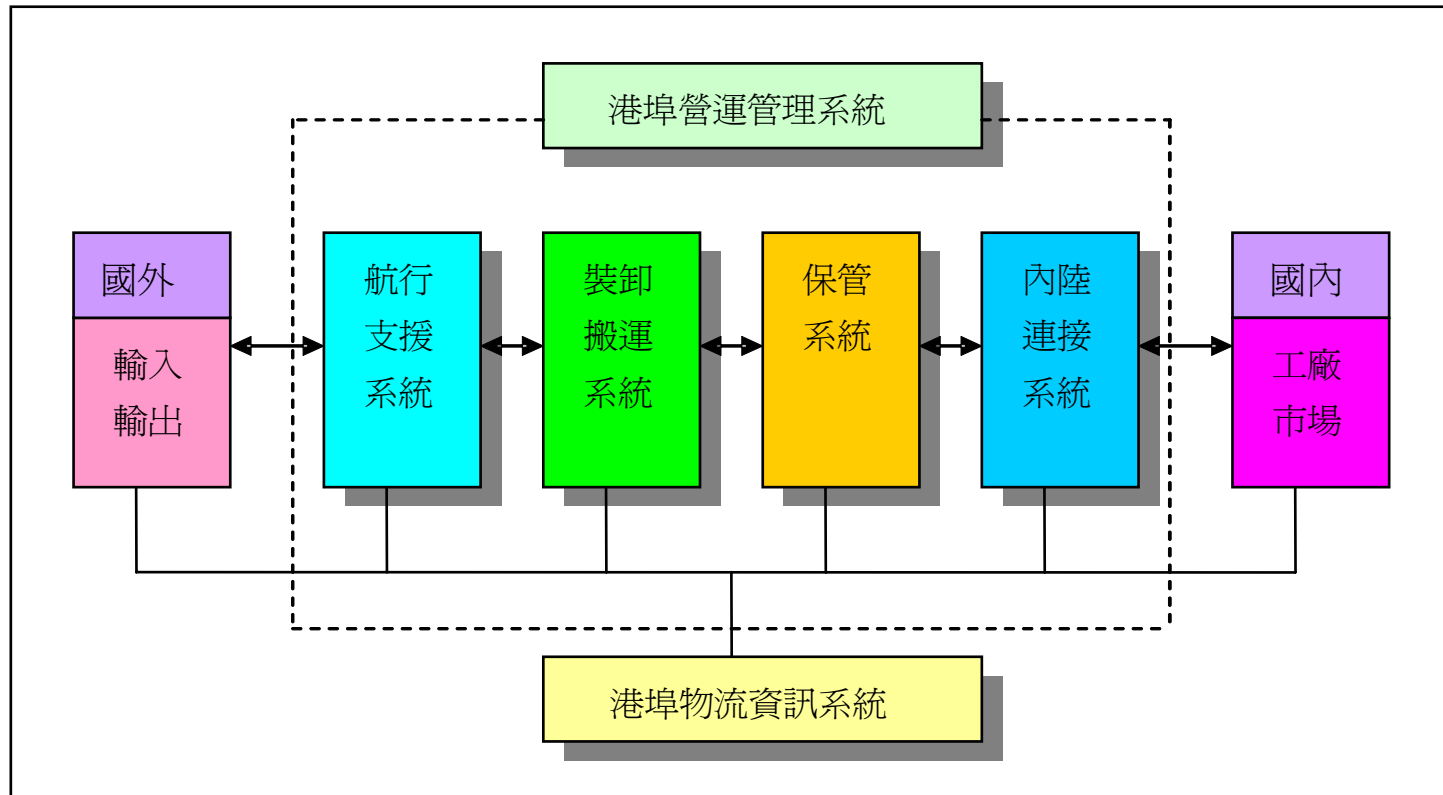 港埠營運管理系統
國外
輸入
輸出
航行
支援
系統
裝卸
搬運
系統
保管
系統
內陸
連接
系統
國內
工廠
市場
港埠物流資訊系統